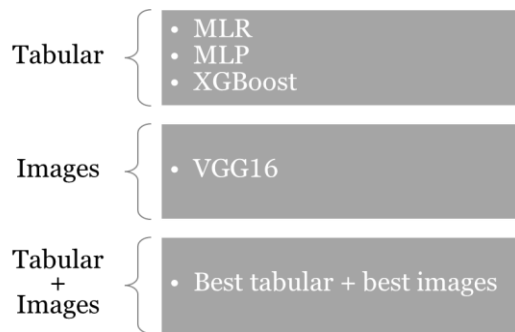 Tabular
• MLR
• MLP
• XGBoost
Images
• VGG16
Tabular
+
Images
• Best tabular + best images